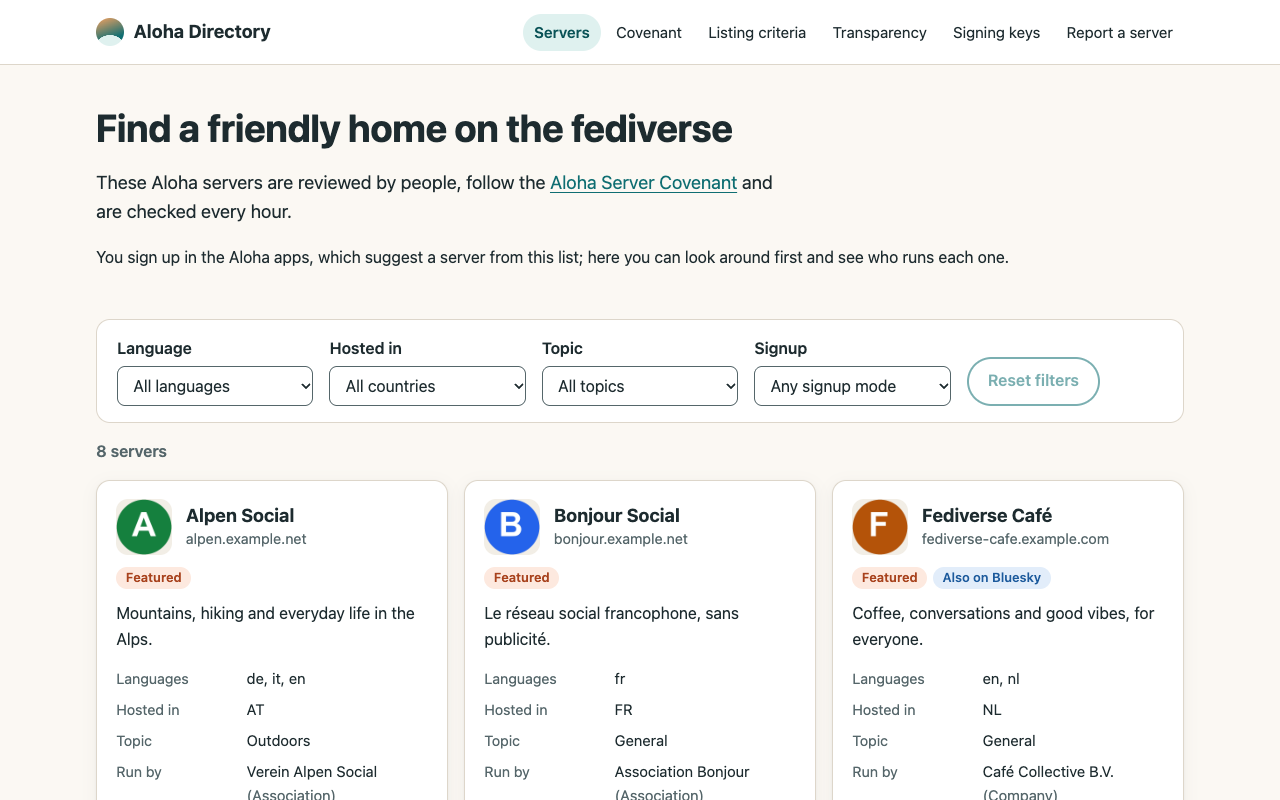 Aloha Directory
Servers
Covenant
Listing criteria
Transparency
Signing keys
Report a server
Find a friendly home on the fediverse
These Aloha servers are reviewed by people, follow the Aloha Server Covenant and
are checked every hour.
You sign up in the Aloha apps, which suggest a server from this list; here you can look around first and see who runs each one.
Language
All languages
Hosted in
All countries
Topic
All topics
Signup
Any signup mode
Reset filters
8 servers
A
Alpen Social
alpen.example.net
Featured
Mountains, hiking and everyday life in the
Alps.
Languages de, it, en
Hosted in AT
Topic Outdoors
Run by Verein Alpen Social
(Association)
B
Bonjour Social
bonjour.example.net
Featured
Le réseau social francophone, sans
publicité.
Languages fr
Hosted in FR
Topic General
Run by Association Bonjour
(Association)
F
Fediverse Café
fediverse-cafe.example.com
Featured
Also on Bluesky
Coffee, conversations and good vibes, for
everyone.
Languages en, nl
Hosted in NL
Topic General
Run by Café Collective B.V.
(Company)